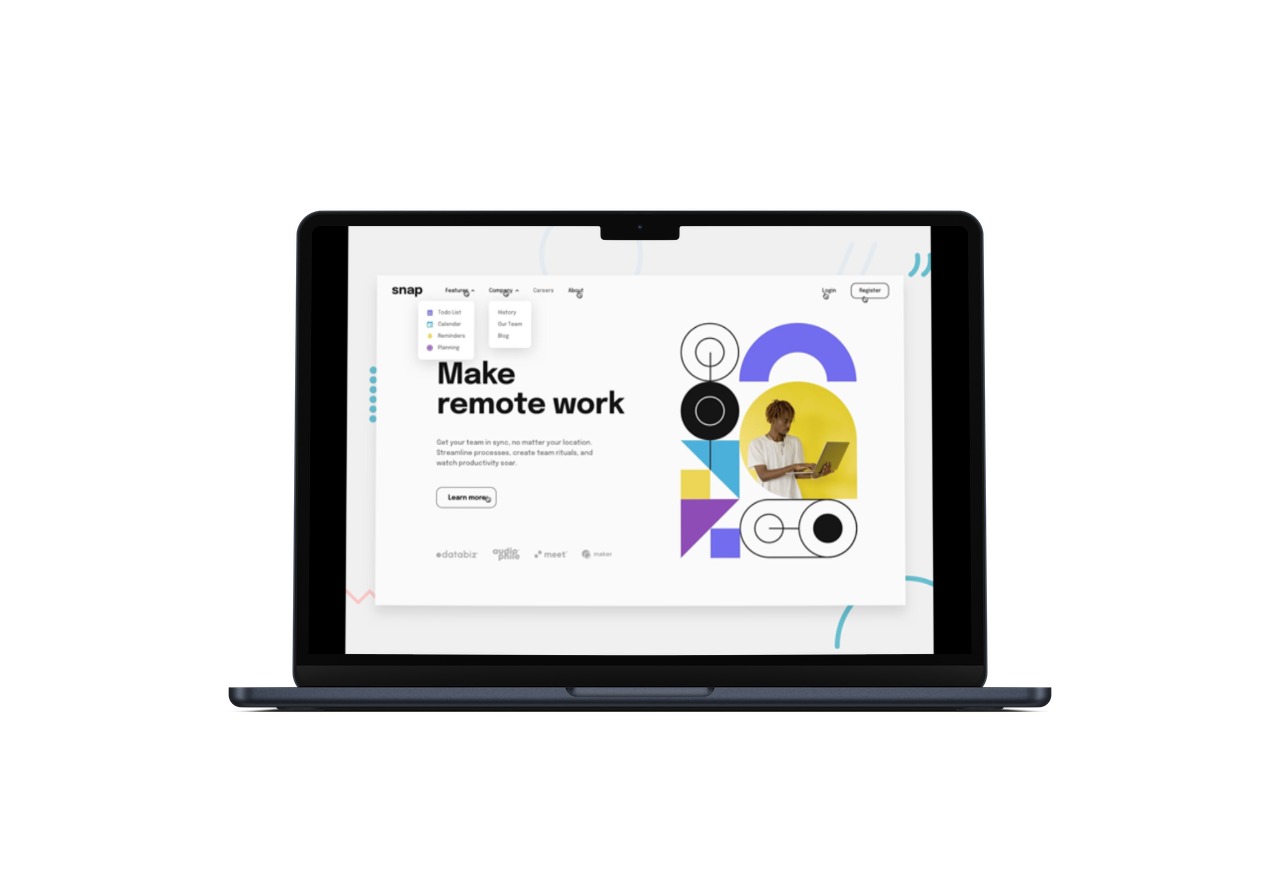 snap Features Company Careers About Login Register
Todo List
Calendar
Reminders
Planning
History
Our Team
Blog
Make
remote work
Get your team in sync, no matter your location.
Streamline processes, create team rituals, and
watch productivity soar.
Learn more
databiz audiophile meet maker